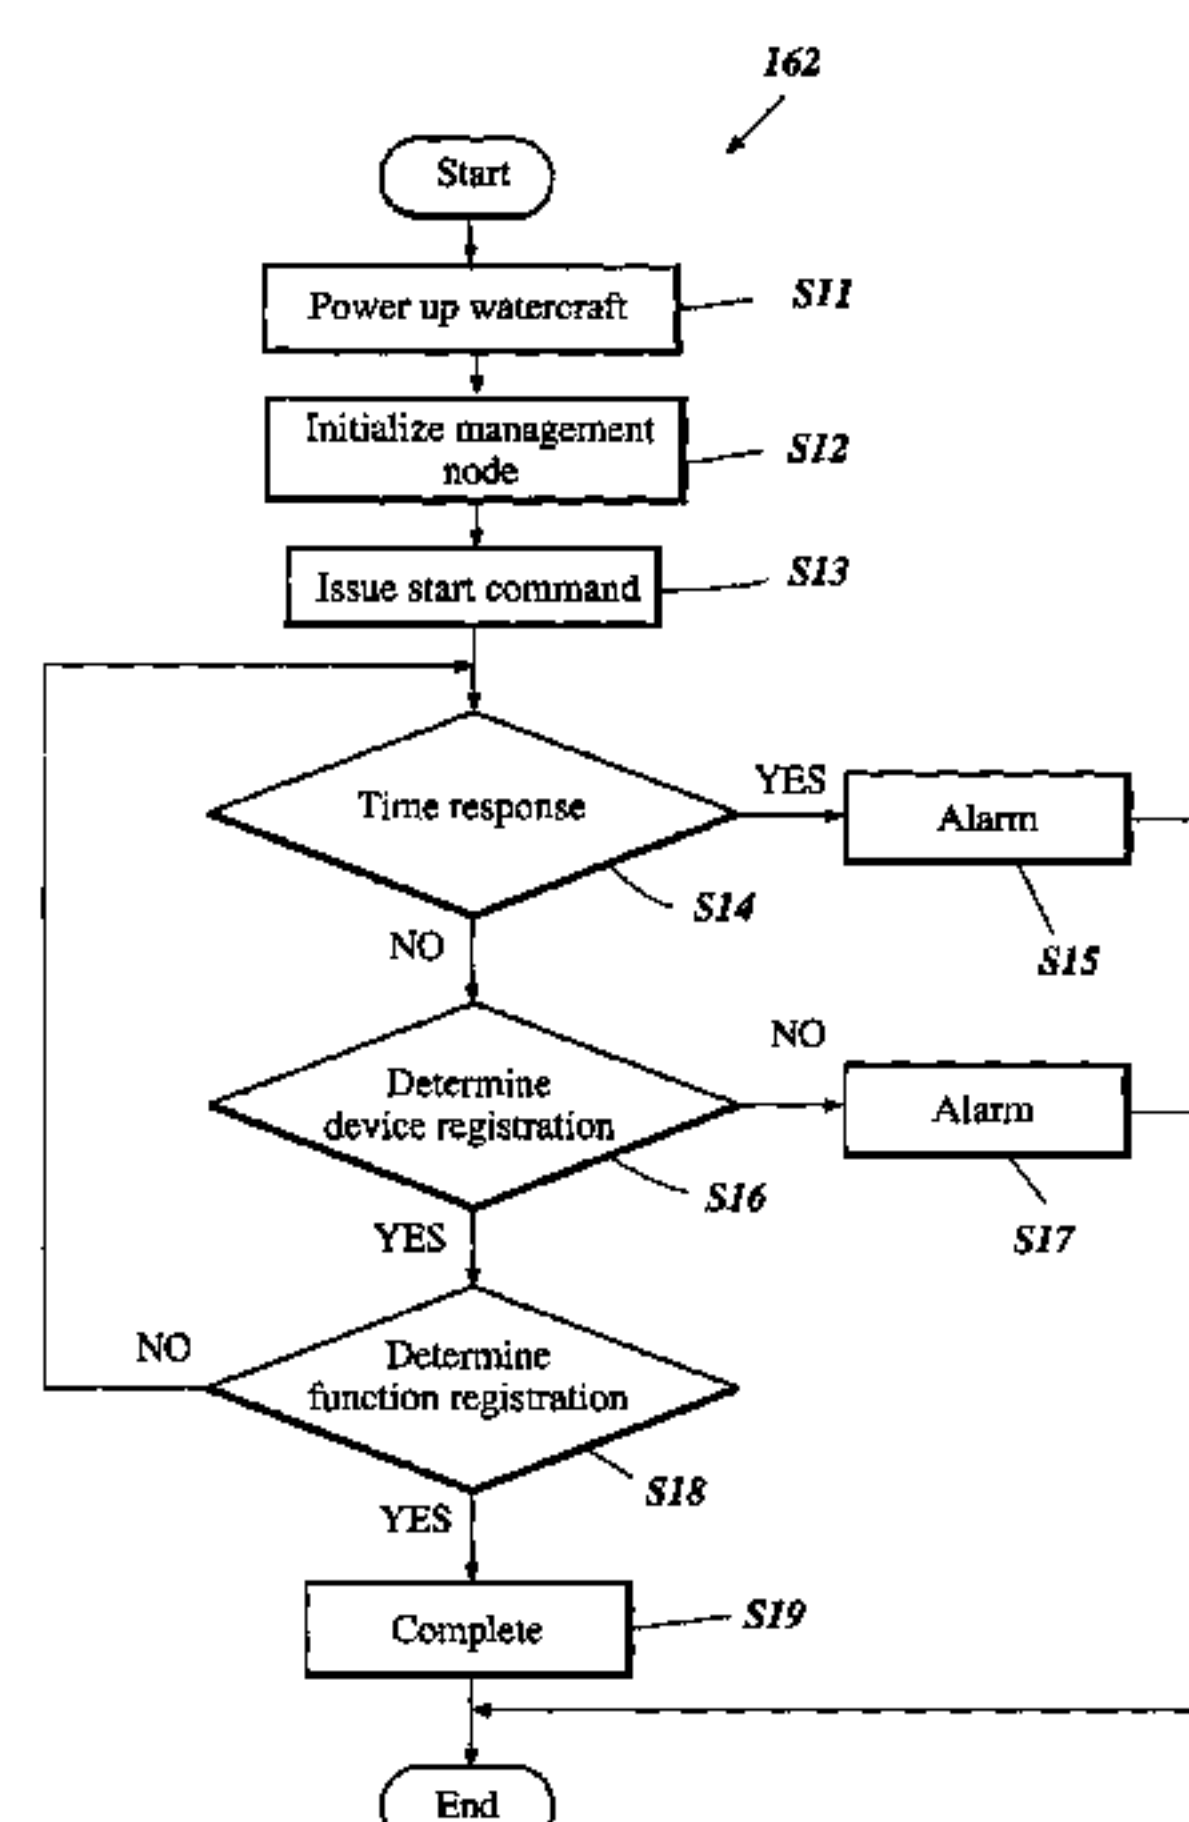 162
Start
Power up watercraft
S11
Initialize management
node
S12
Issue start command
S13
Time response
YES
Alarm
S14
S15
NO
Determine
device registration
NO
Alarm
S16
S17
YES
Determine
function registration
NO
S18
YES
Complete
S19
End